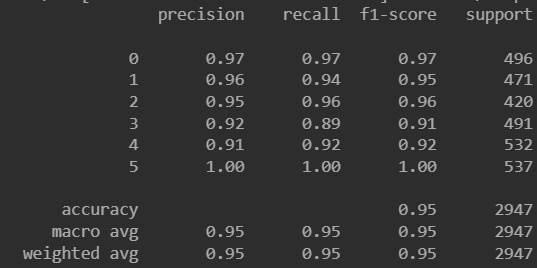 precision recall f1-score support
0 0.97 0.97 0.97 496
1 0.96 0.94 0.95 471
2 0.95 0.96 0.96 420
3 0.92 0.89 0.91 491
4 0.91 0.92 0.92 532
5 1.00 1.00 1.00 537
accuracy 0.95 2947
macro avg 0.95 0.95 0.95 2947
weighted avg 0.95 0.95 0.95 2947